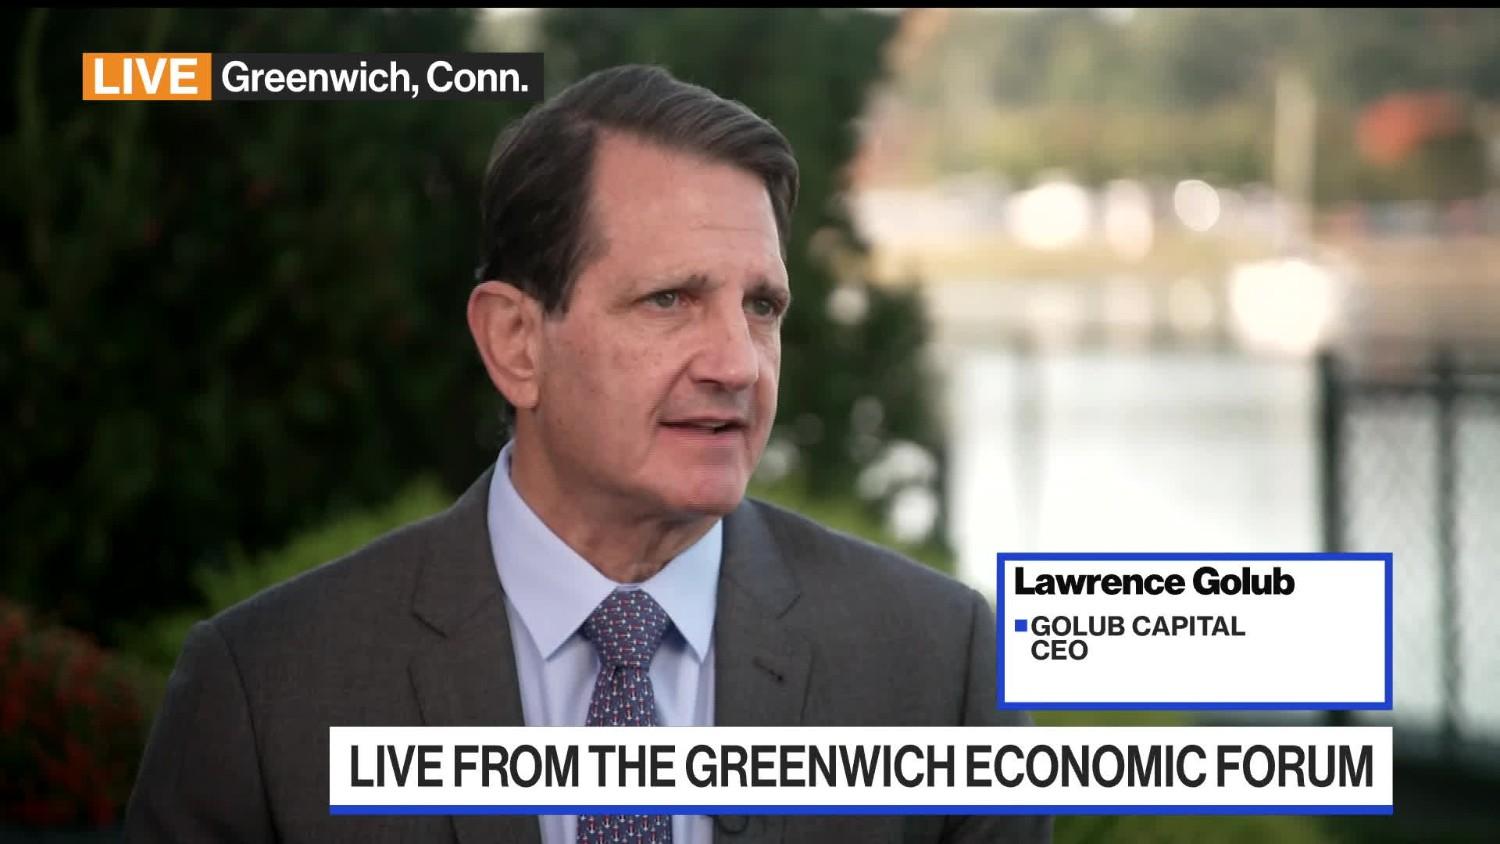 LIVE Greenwich, Conn.
Lawrence Golub
GOLUB CAPITAL
CEO
LIVE FROM THE GREENWICH ECONOMIC FORUM